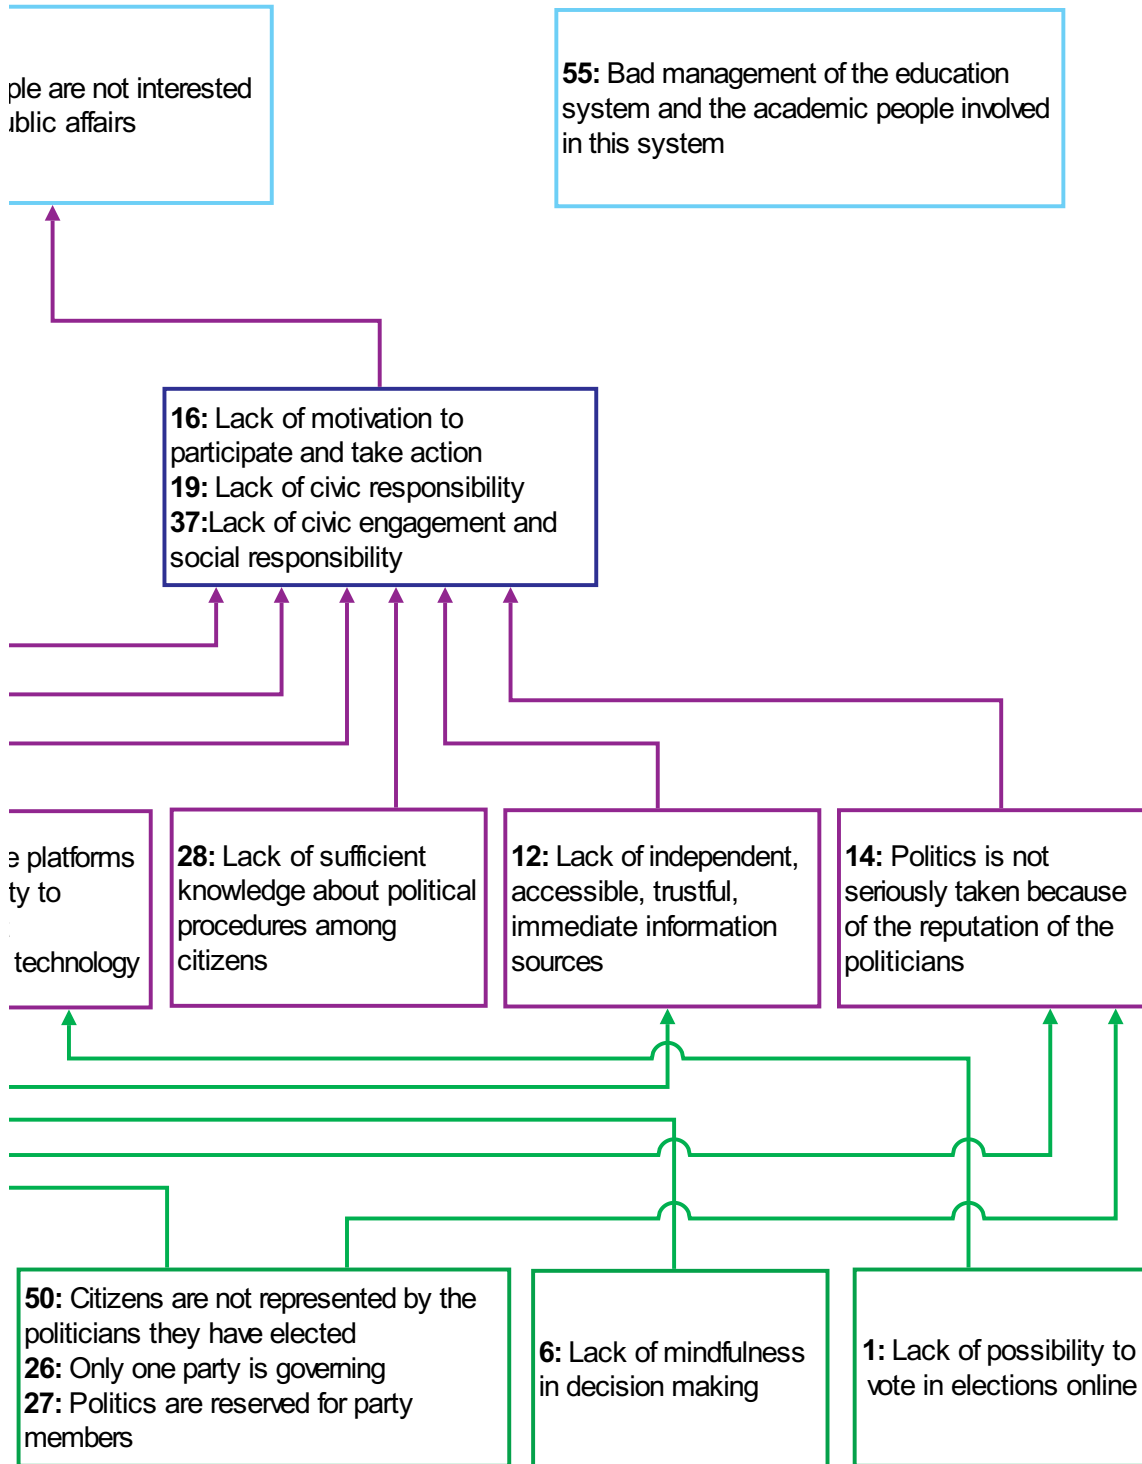 are not interested
affairs
55: Bad management of the education
system and the academic people involved
in this system
16: Lack of motivation to
participate and take action
19: Lack of civic responsibility
37:Lack of civic engagement and
social responsibility
platforms
to
technology
28: Lack of sufficient
knowledge about political
procedures among
citizens
12: Lack of independent,
accessible, trustful,
immediate information
sources
14: Politics is not
seriously taken because
of the reputation of the
politicians
50: Citizens are not represented by the
politicians they have elected
26: Only one party is governing
27: Politics are reserved for party
members
6: Lack of mindfulness
in decision making
1: Lack of possibility to
vote in elections online